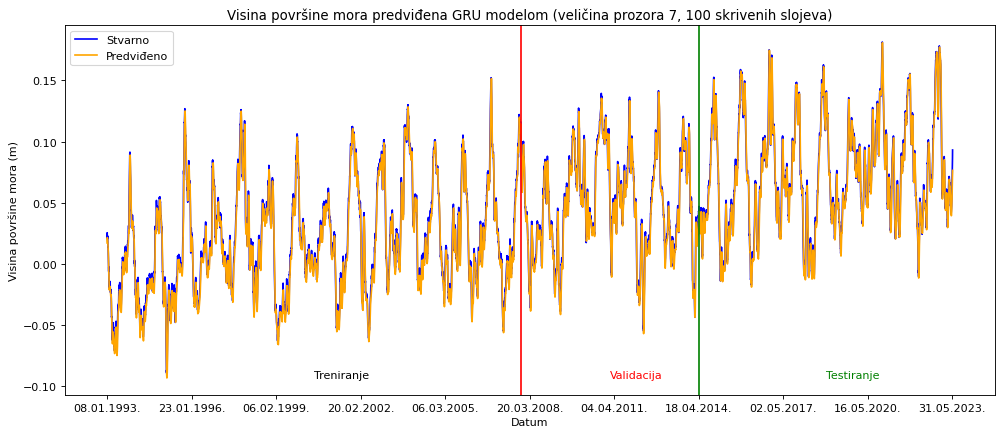 Visina površine mora predviđena GRU modelom (veličina prozora 7, 100 skrivenih slojeva)
Stvarno
Predviđeno
Visina površine mora (m)
0.15
0.10
0.05
0.00
−0.05
−0.10
Treniranje
Validacija
Testiranje
08.01.1993.
23.01.1996.
06.02.1999.
20.02.2002.
06.03.2005.
20.03.2008.
04.04.2011.
18.04.2014.
02.05.2017.
16.05.2020.
31.05.2023.
Datum